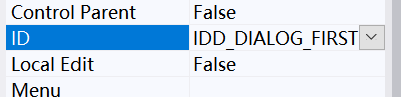 Control Parent False
ID IDD_DIALOG_FIRST
Local Edit False
Menu